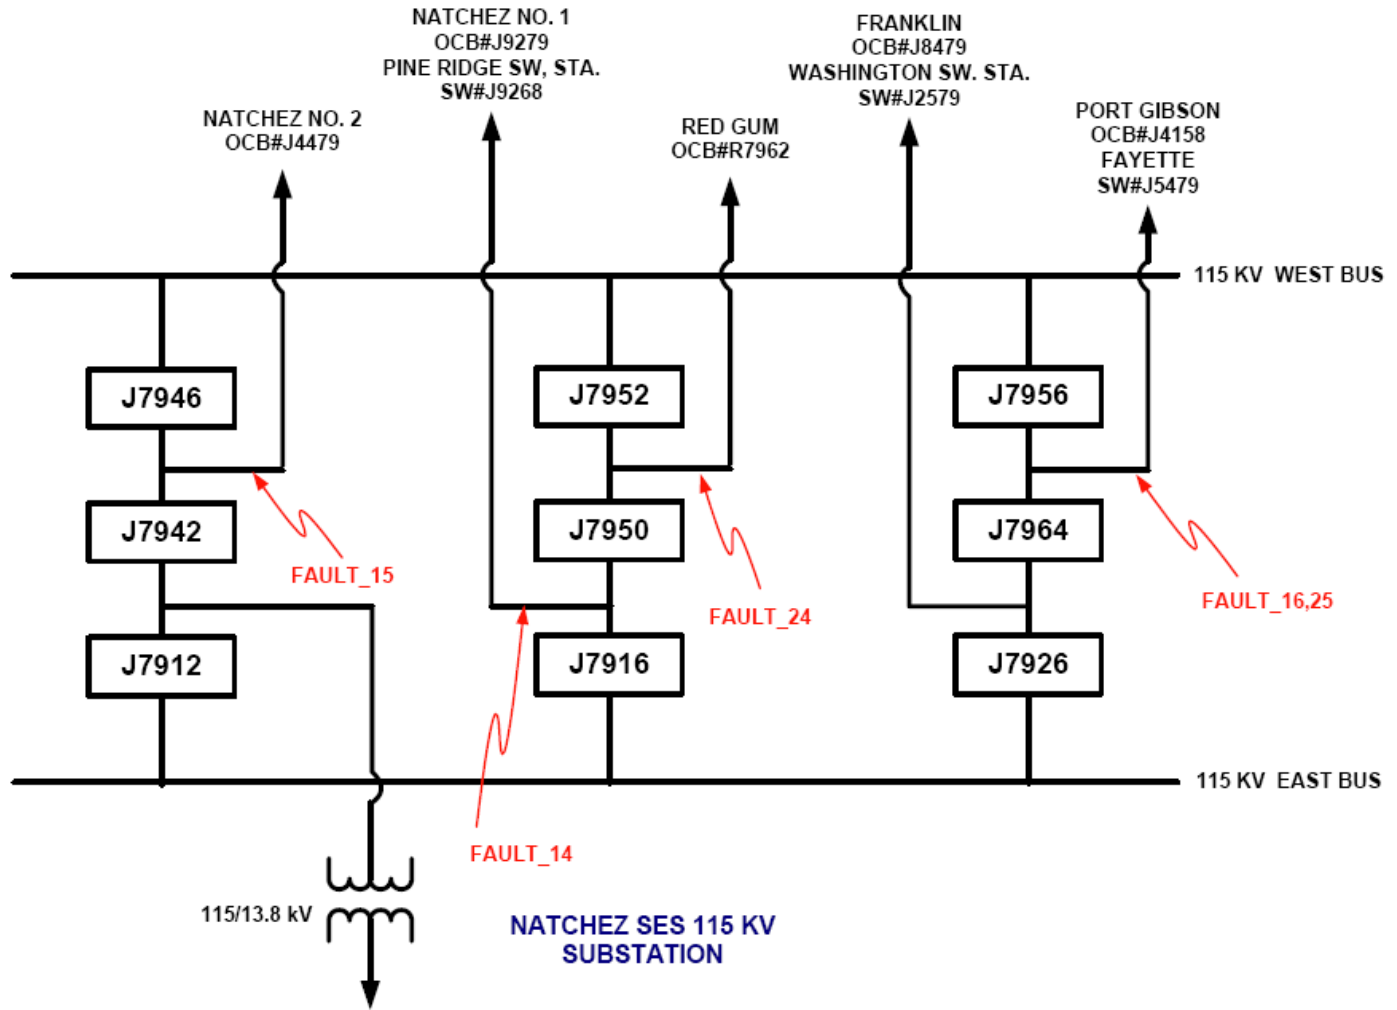 NATCHEZ NO. 1
OCB#J9279
PINE RIDGE SW, STA.
SW#J9268
FRANKLIN
OCB#J8479
WASHINGTON SW. STA.
SW#J2579
NATCHEZ NO. 2
OCB#J4479
RED GUM
OCB#R7962
PORT GIBSON
OCB#J4158
FAYETTE
SW#J5479
115 KV WEST BUS
J7946
J7952
J7956
J7942
J7950
J7964
FAULT_15
FAULT_24
FAULT_16,25
J7912
J7916
J7926
115 KV EAST BUS
FAULT_14
115/13.8 kV
NATCHEZ SES 115 KV
SUBSTATION